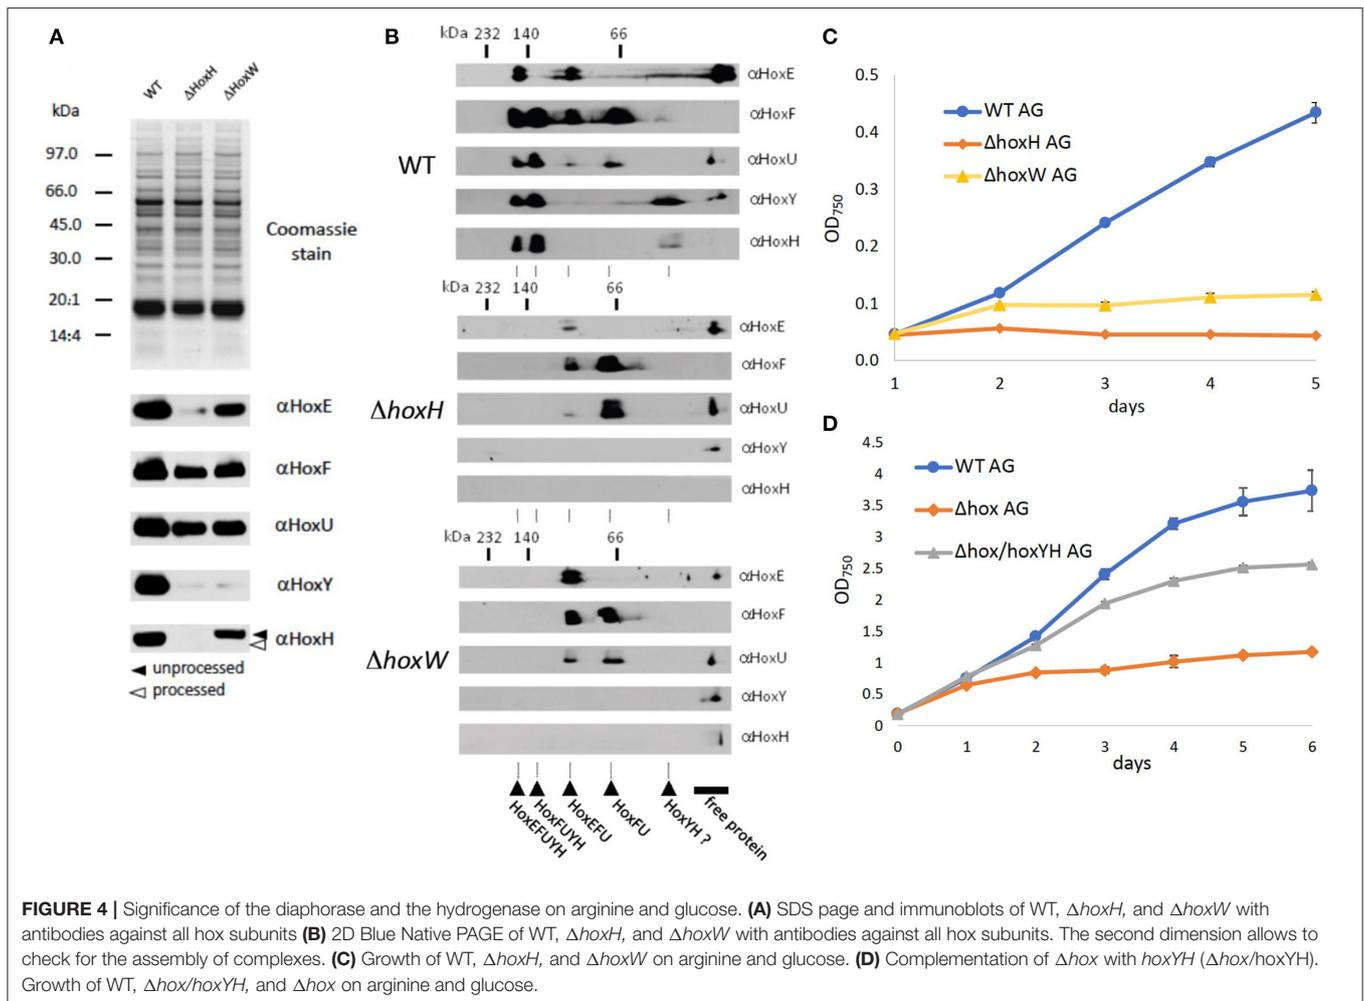 A
WT
ΔHoxH
ΔHoxW
kDa
97.0
66.0
45.0
30.0
20:1
14:4
Coomassie
stain
αHoxE
αHoxF
αHoxU
αHoxY
αHoxH
unprocessed
processed
B
kDa 232 140 66
WT
αHoxE
αHoxF
αHoxU
αHoxY
αHoxH
kDa 232 140 66
ΔhoxH
αHoxE
αHoxF
αHoxU
αHoxY
αHoxH
kDa 232 140 66
ΔhoxW
αHoxE
αHoxF
αHoxU
αHoxY
αHoxH
HoxEFUYH
HoxFUYH
HoxEFU
HoxFU
HoxYH ?
free protein
C
0.5
0.4
0.3
0.2
0.1
0.0
OD750
WT AG
ΔhoxH AG
ΔhoxW AG
1 2 3 4 5
days
D
4.5
4
3.5
3
2.5
2
1.5
1
0.5
0
OD750
WT AG
Δhox AG
Δhox/hoxYH AG
0 1 2 3 4 5 6
days
FIGURE 4 | Significance of the diaphorase and the hydrogenase on arginine and glucose. (A) SDS page and immunoblots of WT, ΔhoxH, and ΔhoxW with
antibodies against all hox subunits (B) 2D Blue Native PAGE of WT, ΔhoxH, and ΔhoxW with antibodies against all hox subunits. The second dimension allows to
check for the assembly of complexes. (C) Growth of WT, ΔhoxH, and ΔhoxW on arginine and glucose. (D) Complementation of Δhox with hoxYH (Δhox/hoxYH).
Growth of WT, Δhox/hoxYH, and Δhox on arginine and glucose.